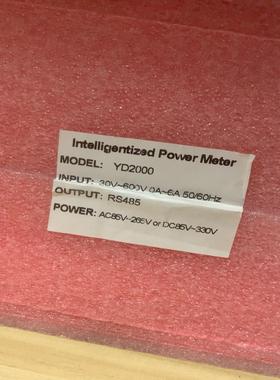 Intelligentized Power Meter
MODEL: YD2000
INPUT: 30V~600V 0A~6A 50/60Hz
OUTPUT: RS485
POWER: AC85V~265V or DC85V~330V